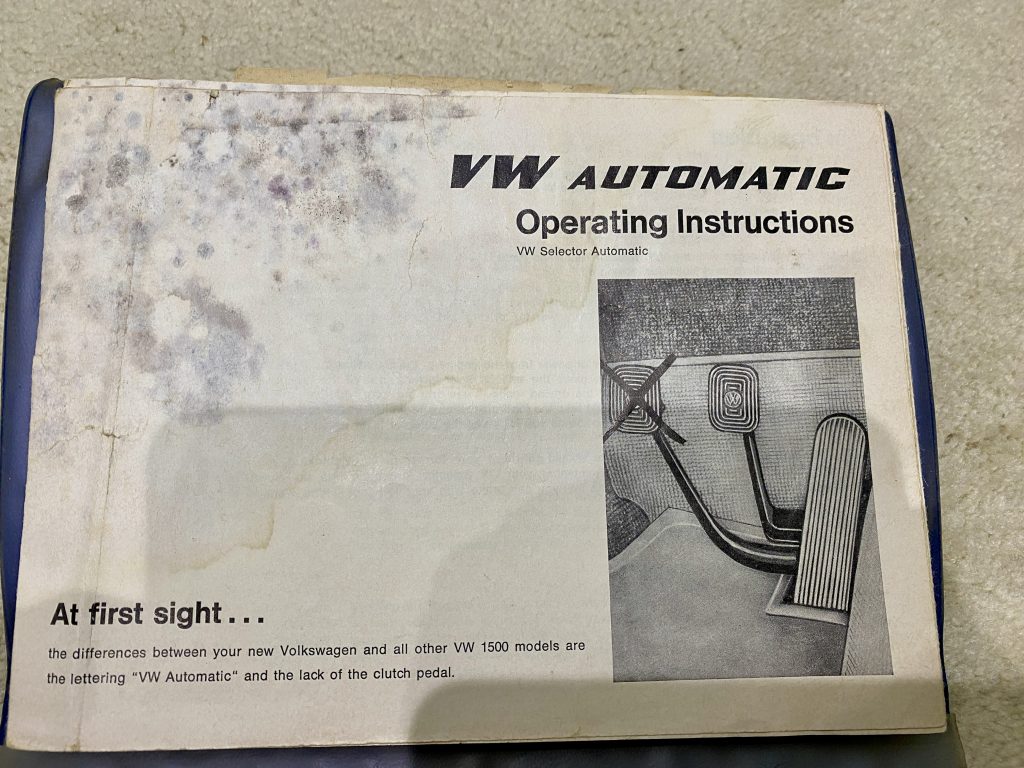 VW AUTOMATIC
Operating Instructions
VW Selector Automatic
At first sight...
the differences between your new Volkswagen and all other VW 1500 models are
the lettering "VW Automatic" and the lack of the clutch pedal.